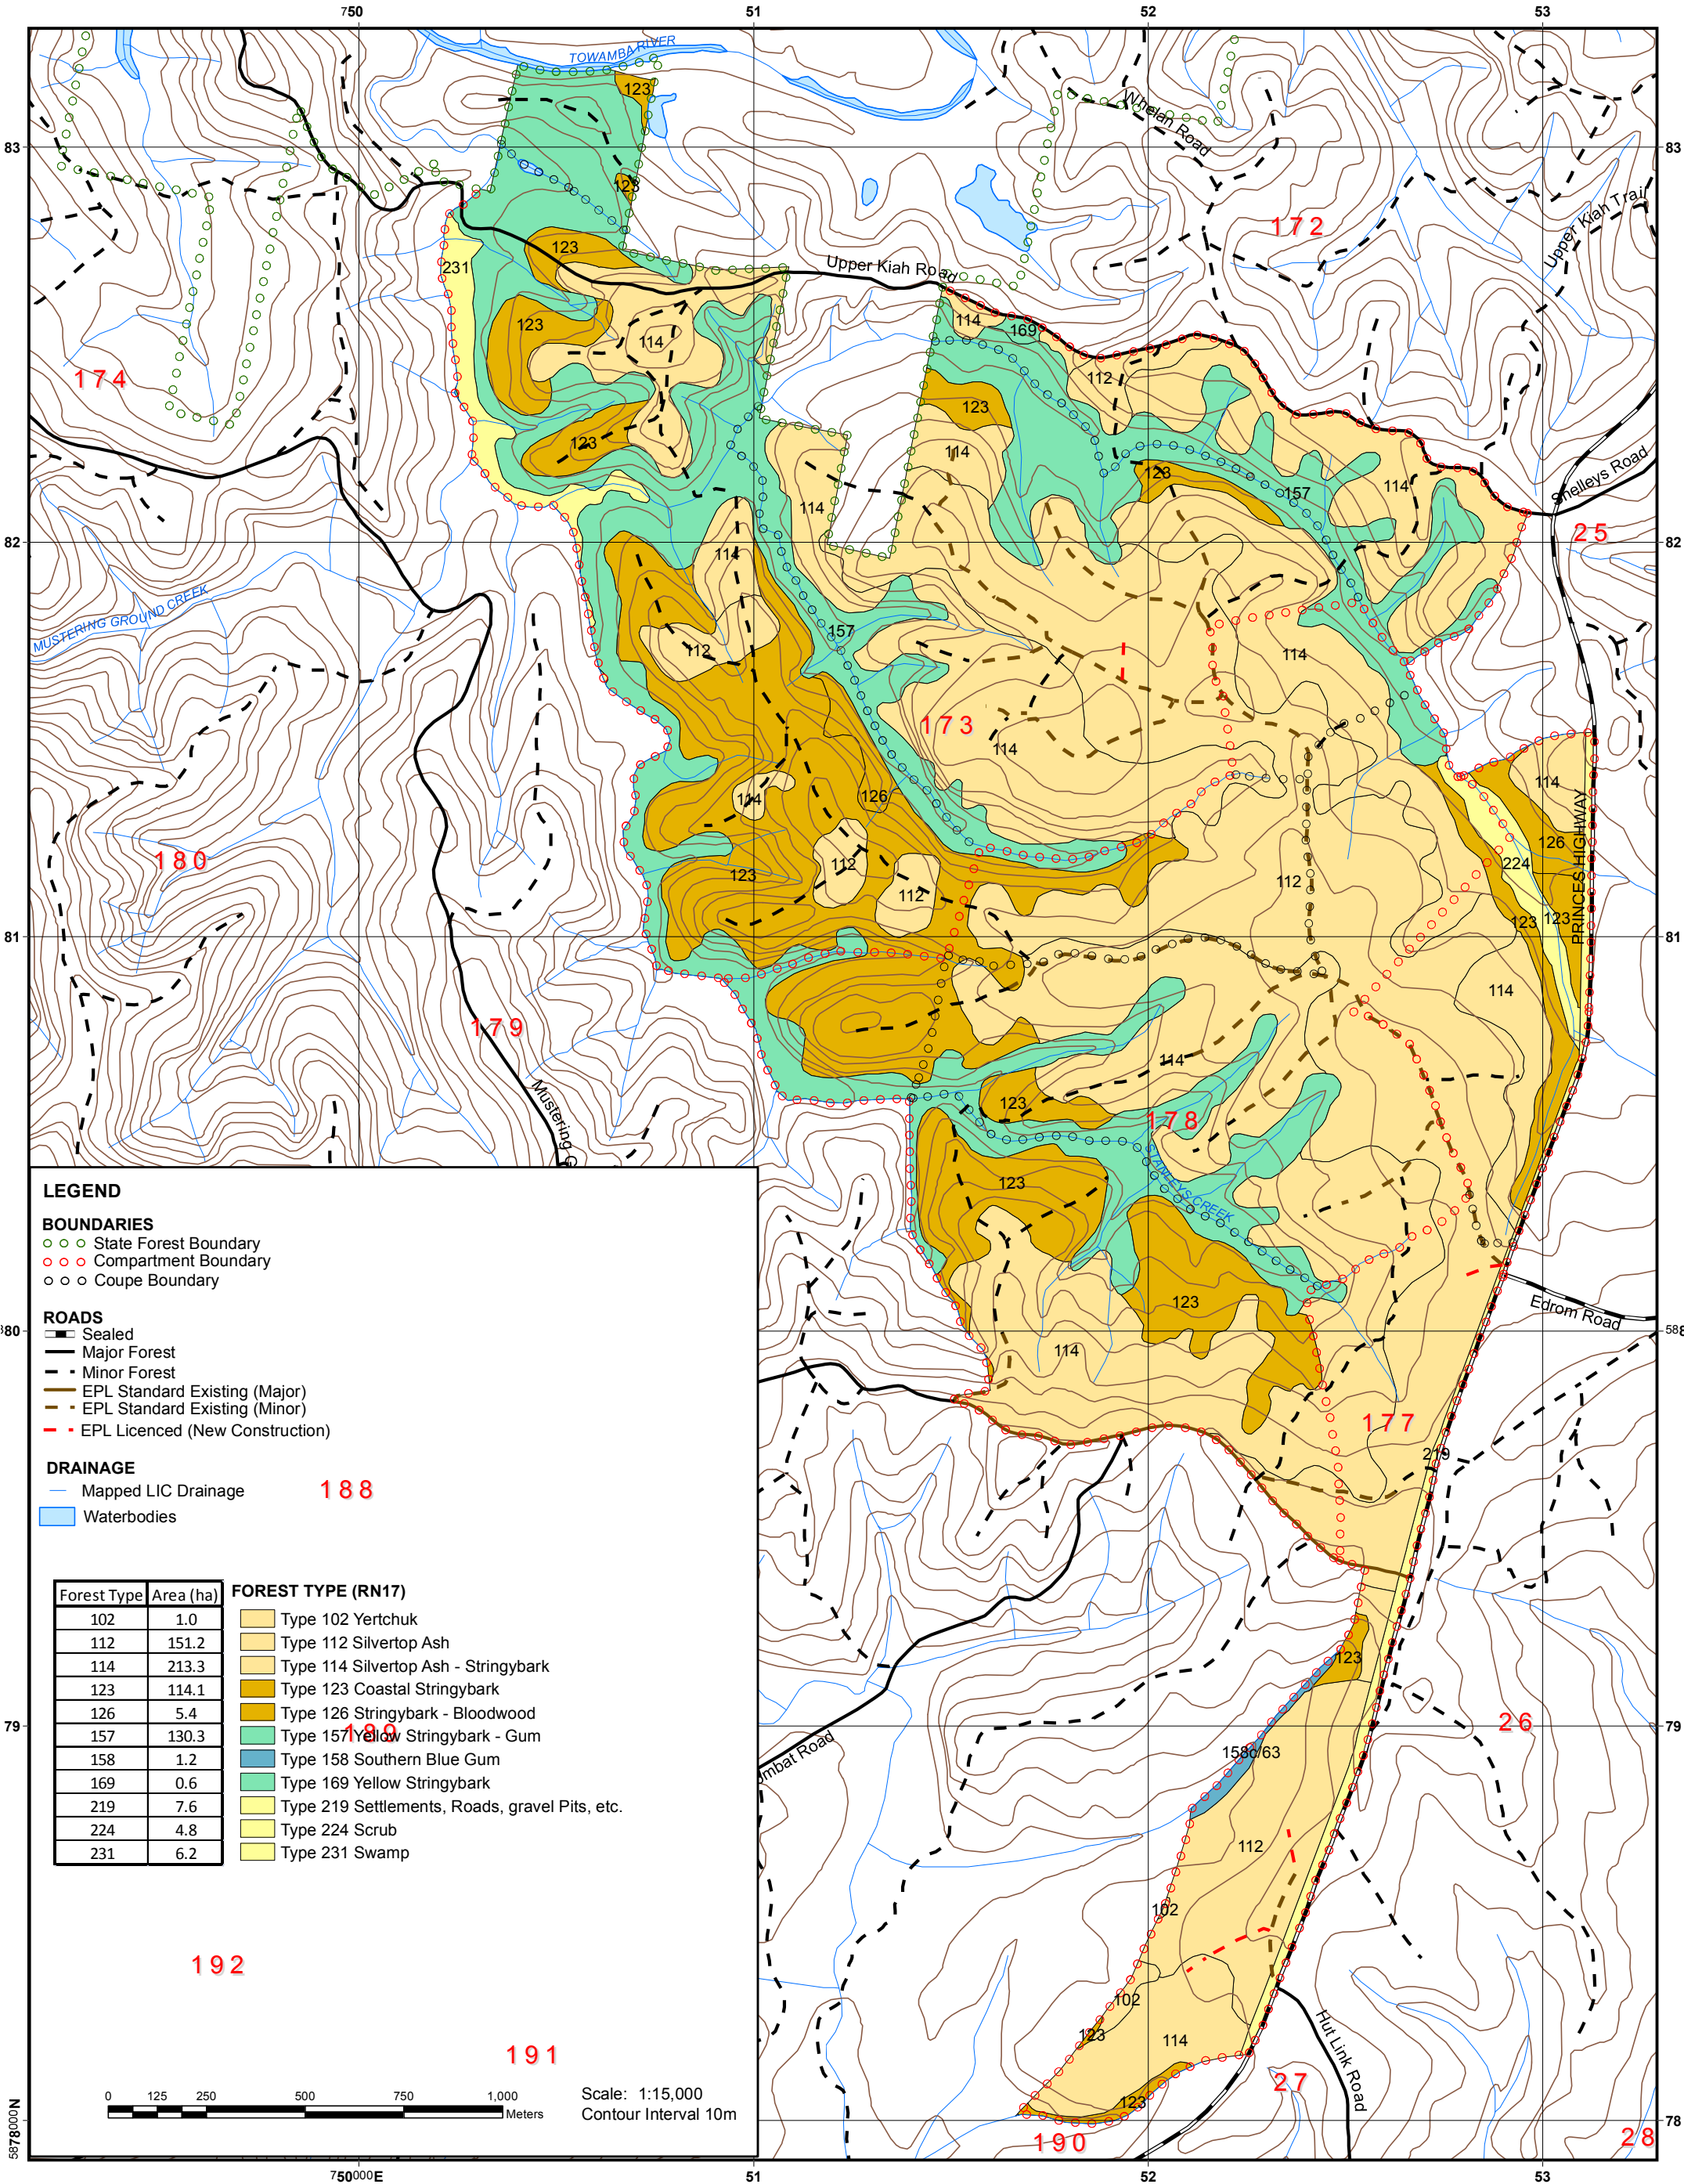 750
51
52
53
TOWAMBA RIVER
123
Whelan Road
83
83
123
172
Upper Kiah Trail
123
231
Upper Kiah Road
123
114
169
114
174
112
123
123
114
123
157
114
Shelleys Road
114
25
82
82
114
MUSTERING GROUND CREEK
157
112
114
173
114
114
PRINCES HIGHWAY
114
126
126
180
112
224
123
112
112
123
123
81
81
114
179
114
123
178
Mustering G
STANLEYS CREEK
123
123
Edrom Road
80
588
114
177
219
LEGEND
BOUNDARIES
State Forest Boundary
Compartment Boundary
Coupe Boundary
ROADS
Sealed
Major Forest
Minor Forest
EPL Standard Existing (Major)
EPL Standard Existing (Minor)
EPL Licenced (New Construction)
DRAINAGE
Mapped LIC Drainage
Waterbodies
188
Forest Type Area (ha)
102 1.0
112 151.2
114 213.3
123 114.1
126 5.4
157 130.3
158 1.2
169 0.6
219 7.6
224 4.8
231 6.2
FOREST TYPE (RN17)
Type 102 Yertchuk
Type 112 Silvertop Ash
Type 114 Silvertop Ash - Stringybark
Type 123 Coastal Stringybark
Type 126 Stringybark - Bloodwood
Type 157 Yellow Stringybark - Gum
Type 158 Southern Blue Gum
Type 169 Yellow Stringybark
Type 219 Settlements, Roads, gravel Pits, etc.
Type 224 Scrub
Type 231 Swamp
189
192
191
0 125 250 500 750 1,000
Meters
Scale: 1:15,000
Contour Interval 10m
123
26
79
158c/63
mbat Road
112
102
102
123
114
Hut Link Road
27
123
190
28
5878000N
78
750000E
51
52
53